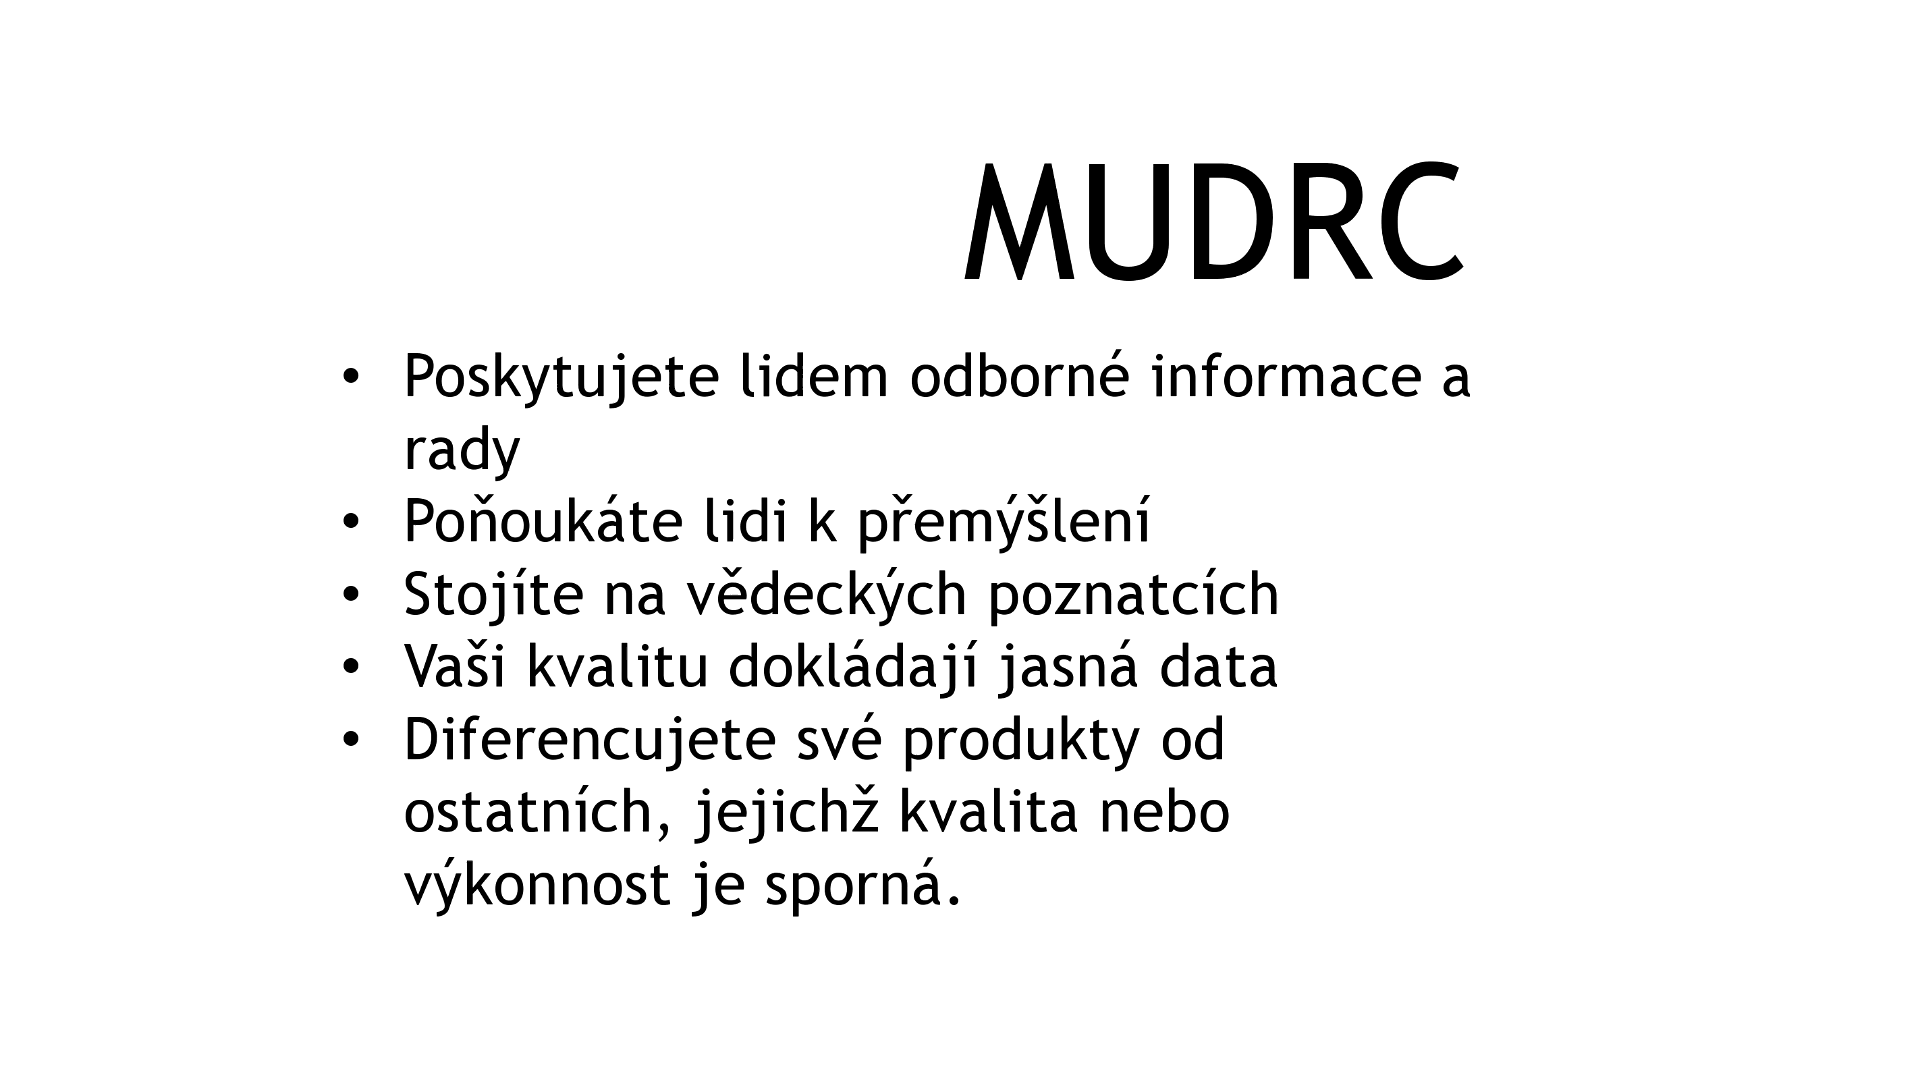 MUDRC
• Poskytujete lidem odborné informace a
rady
• Poňoukáte lidi k přemýšlení
• Stojíte na vědeckých poznatcích
• Vaši kvalitu dokládají jasná data
• Diferencujete své produkty od
ostatních, jejichž kvalita nebo
výkonnost je sporná.